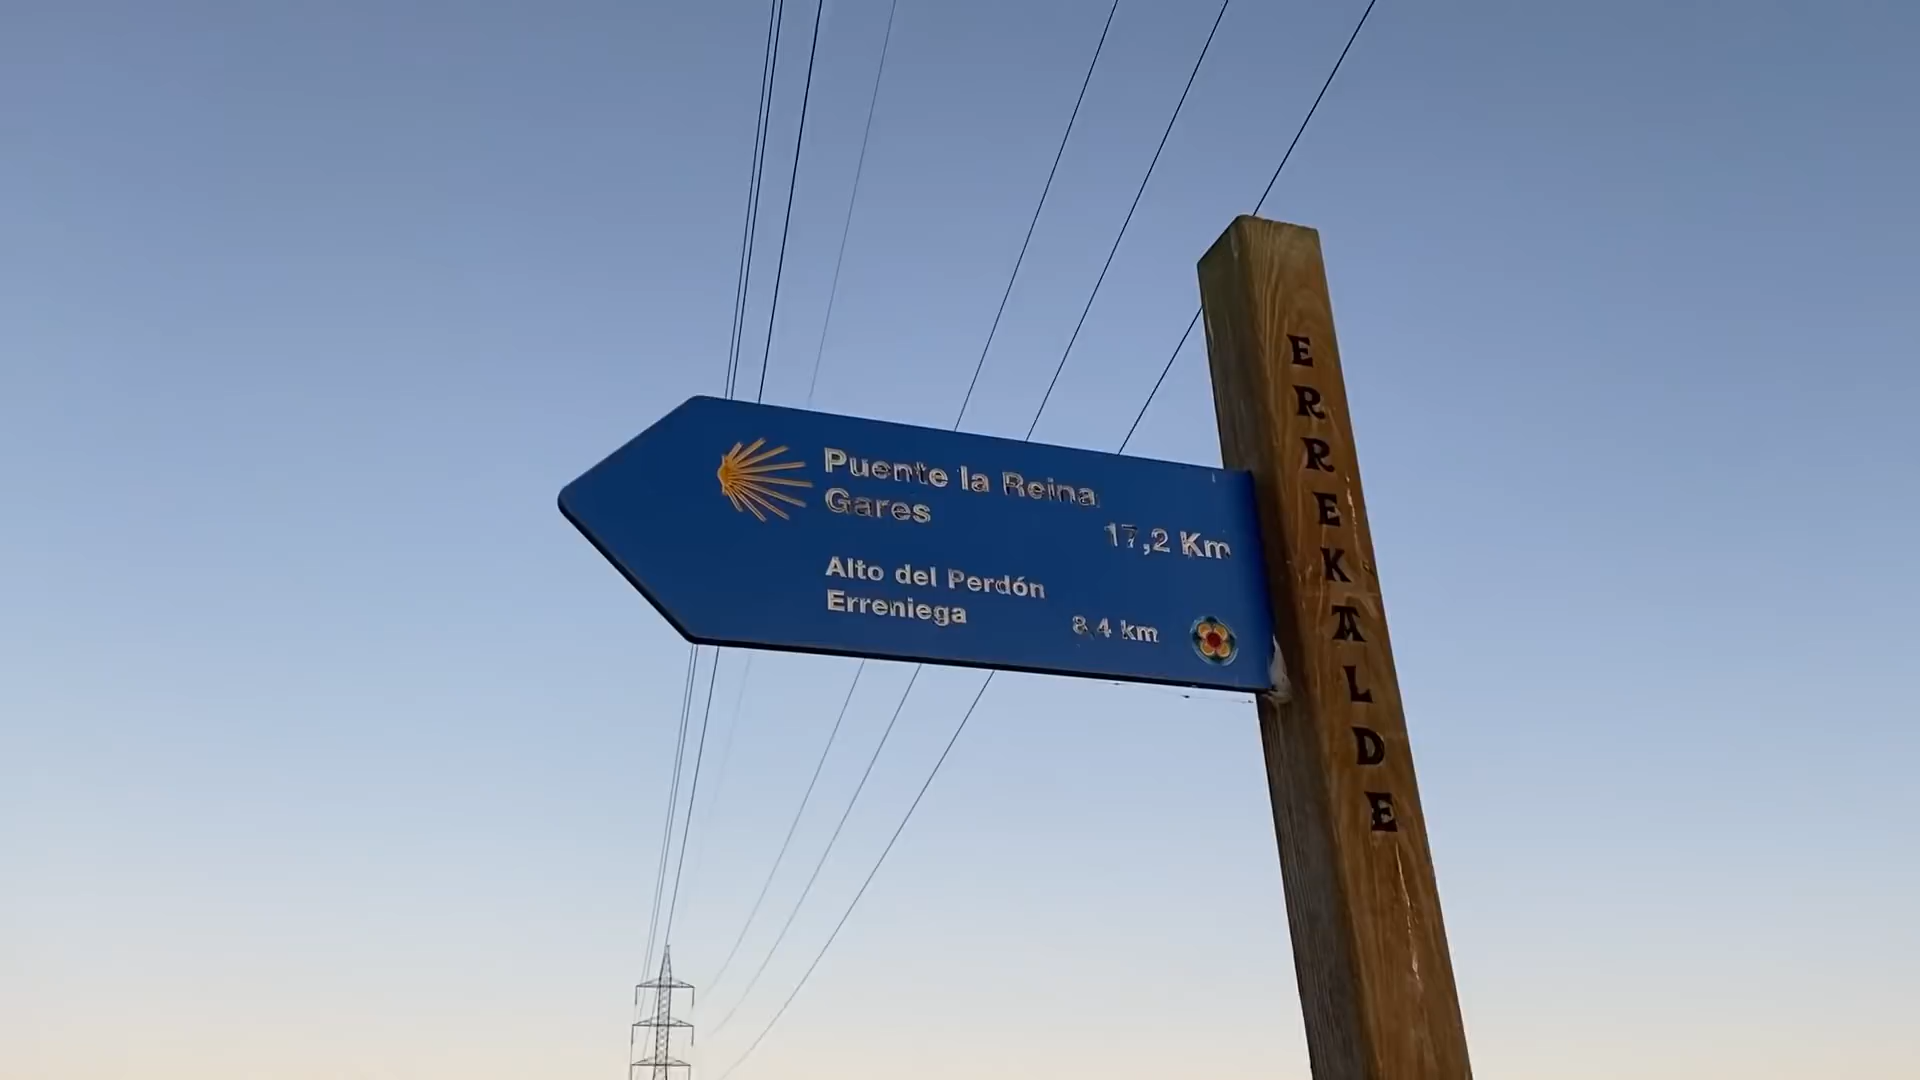 Puente la Reina
Gares
17,2 Km
Alto del Perdón
Erreniega
8,4 km
ERREKALDE